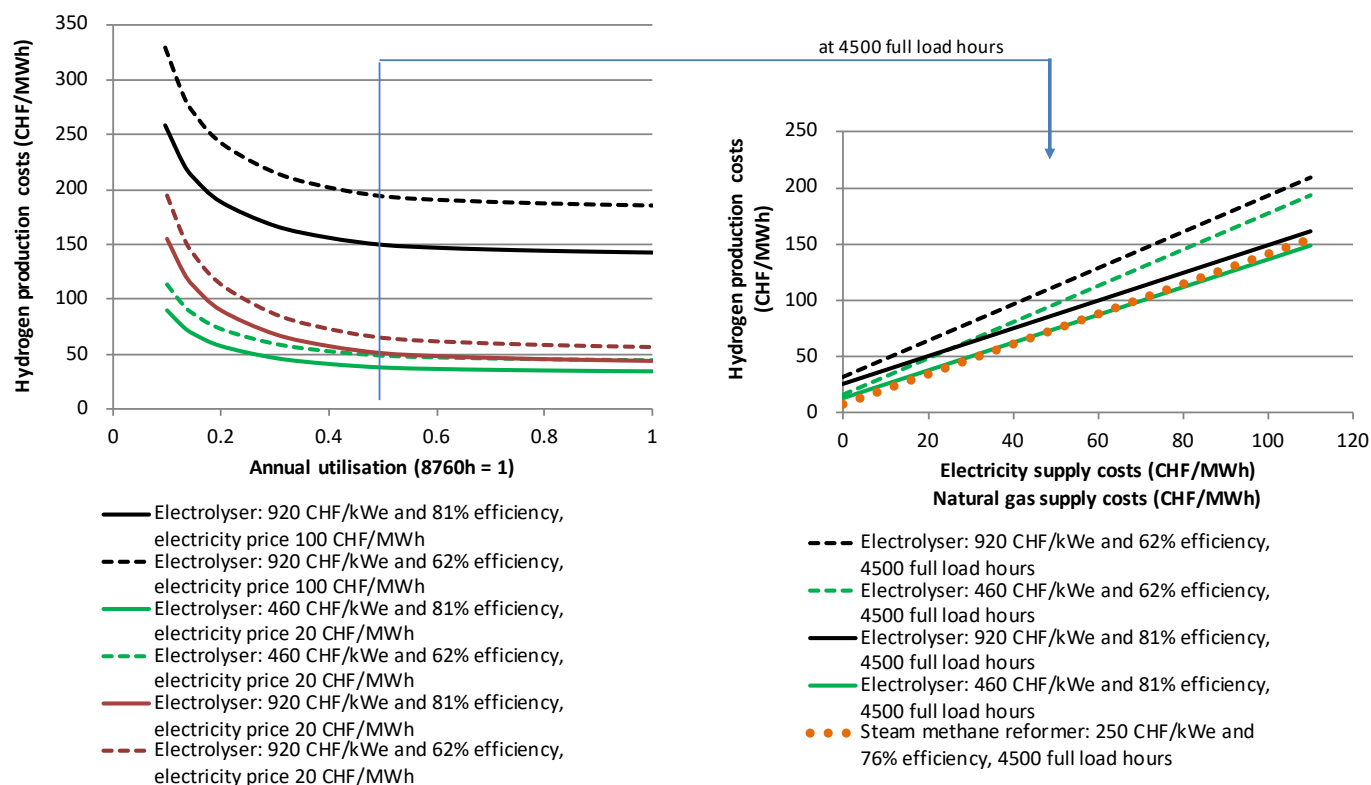 Hydrogen production costs (CHF/MWh)
350
300
250
200
150
100
50
0
0
0.2
0.4
0.6
0.8
1
Annual utilisation (8760h = 1)
Electrolyser: 920 CHF/kWe and 81% efficiency,
electricity price 100 CHF/MWh
Electrolyser: 920 CHF/kWe and 62% efficiency,
electricity price 100 CHF/MWh
Electrolyser: 460 CHF/kWe and 81% efficiency,
electricity price 20 CHF/MWh
Electrolyser: 460 CHF/kWe and 62% efficiency,
electricity price 20 CHF/MWh
Electrolyser: 920 CHF/kWe and 81% efficiency,
electricity price 20 CHF/MWh
Electrolyser: 920 CHF/kWe and 62% efficiency,
electricity price 20 CHF/MWh
at 4500 full load hours
Hydrogen production costs
(CHF/MWh)
250
200
150
100
50
0
0
20
40
60
80
100
120
Electricity supply costs (CHF/MWh)
Natural gas supply costs (CHF/MWh)
Electrolyser: 920 CHF/kWe and 62% efficiency,
4500 full load hours
Electrolyser: 460 CHF/kWe and 62% efficiency,
4500 full load hours
Electrolyser: 920 CHF/kWe and 81% efficiency,
4500 full load hours
Electrolyser: 460 CHF/kWe and 81% efficiency,
4500 full load hours
Steam methane reformer: 250 CHF/kWe and
76% efficiency, 4500 full load hours